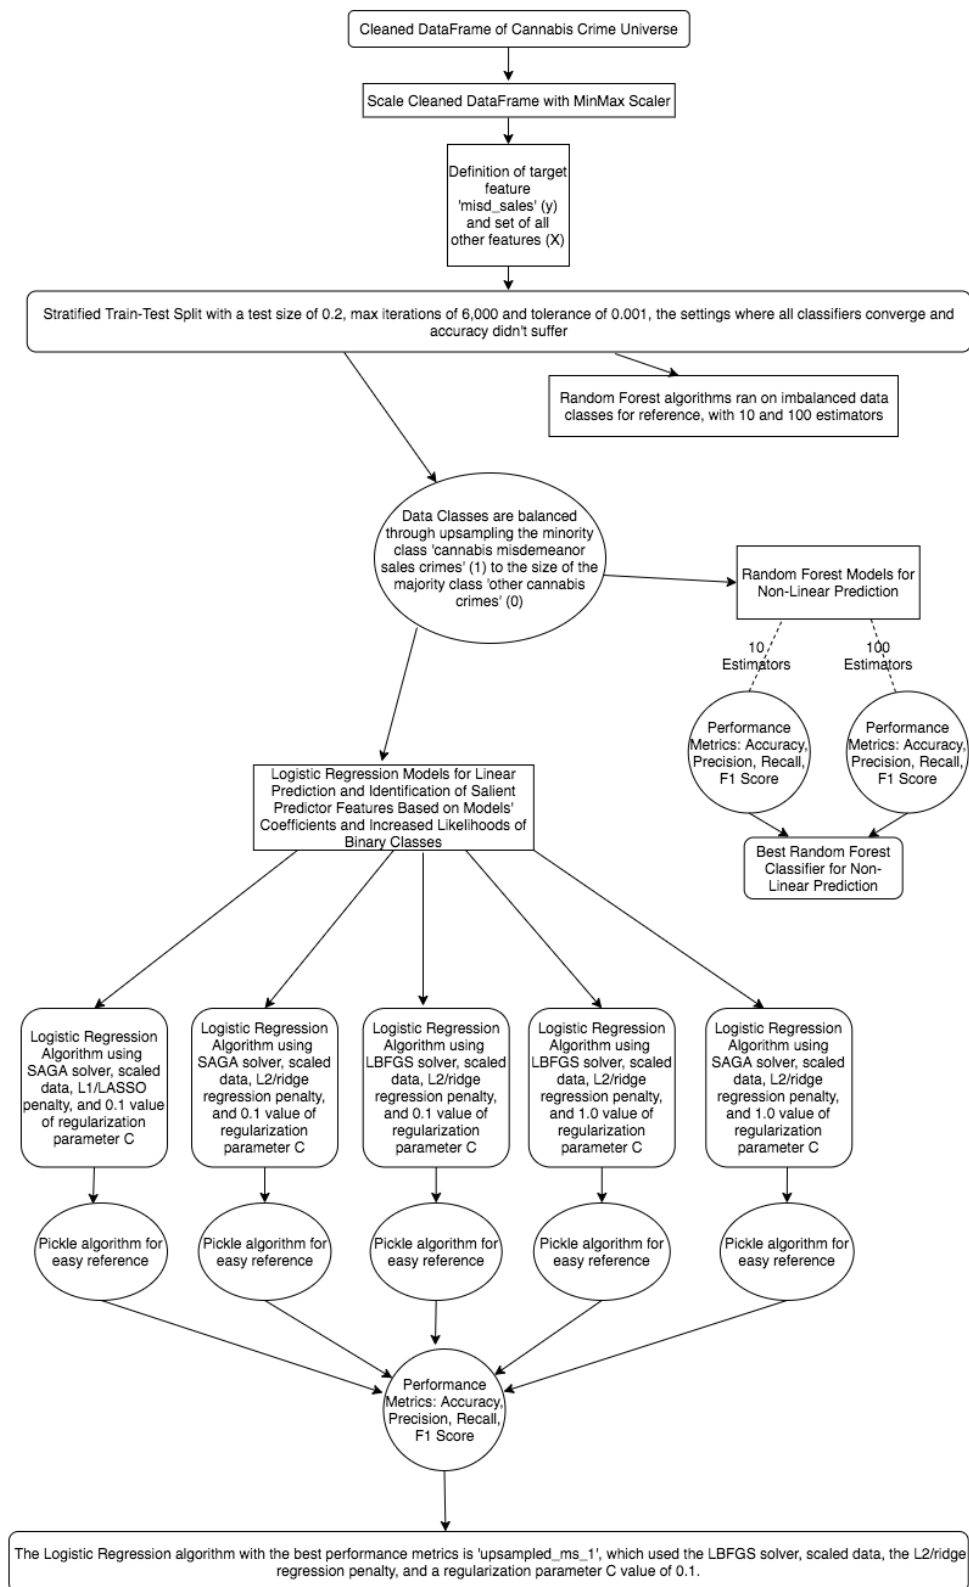 Cleaned DataFrame of Cannabis Crime Universe
Scale Cleaned DataFrame with MinMax Scaler
Definition of target
feature
'misd_sales' (y)
and set of all
other features (X)
Stratified Train-Test Split with a test size of 0.2, max iterations of 6,000 and tolerance of 0.001, the settings where all classifiers converge and
accuracy didn't suffer
Random Forest algorithms ran on imbalanced data
classes for reference, with 10 and 100 estimators
Data Classes are balanced
through upsampling the minority
class 'cannabis misdemeanor
sales crimes' (1) to the size of the
majority class 'other cannabis
crimes' (0)
Random Forest Models for
Non-Linear Prediction
10
Estimators
100
Estimators
Performance
Metrics: Accuracy,
Precision, Recall,
F1 Score
Performance
Metrics: Accuracy,
Precision, Recall,
F1 Score
Best Random Forest
Classifier for Non-
Linear Prediction
Logistic Regression Models for Linear
Prediction and Identification of Salient
Predictor Features Based on Models'
Coefficients and Increased Likelihoods of
Binary Classes
Logistic Regression
Algorithm using
SAGA solver, scaled
data, L1/LASSO
penalty, and 0.1 value
of regularization
parameter C
Logistic Regression
Algorithm using
SAGA solver, scaled
data, L2/ridge
regression penalty,
and 0.1 value of
regularization
parameter C
Logistic Regression
Algorithm using
LBFGS solver, scaled
data, L2/ridge
regression penalty,
and 0.1 value of
regularization
parameter C
Logistic Regression
Algorithm using
LBFGS solver, scaled
data, L2/ridge
regression penalty,
and 1.0 value of
regularization
parameter C
Logistic Regression
Algorithm using
SAGA solver, scaled
data, L2/ridge
regression penalty,
and 1.0 value of
regularization
parameter C
Pickle algorithm for
easy reference
Pickle algorithm for
easy reference
Pickle algorithm for
easy reference
Pickle algorithm for
easy reference
Pickle algorithm for
easy reference
Performance
Metrics: Accuracy,
Precision, Recall,
F1 Score
The Logistic Regression algorithm with the best performance metrics is 'upsampled_ms_1', which used the LBFGS solver, scaled data, the L2/ridge
regression penalty, and a regularization parameter C value of 0.1.